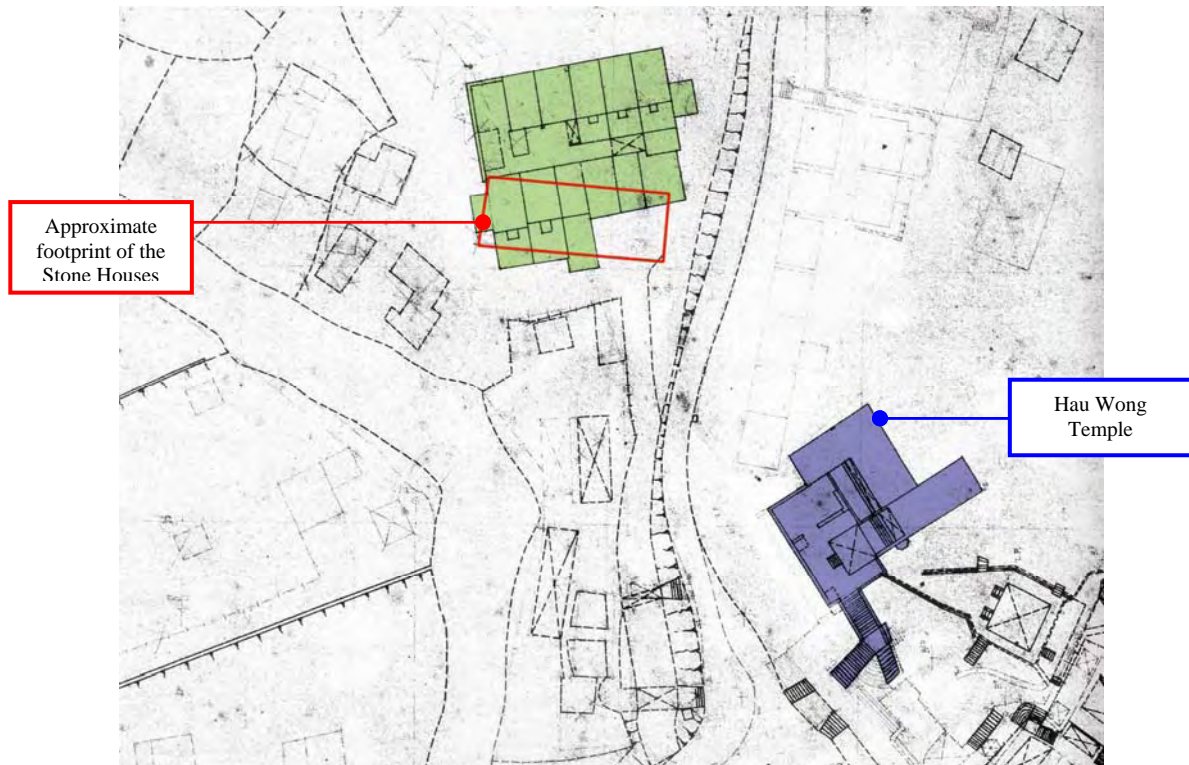 Approximate
footprint of the
Stone Houses
Hau Wong
Temple